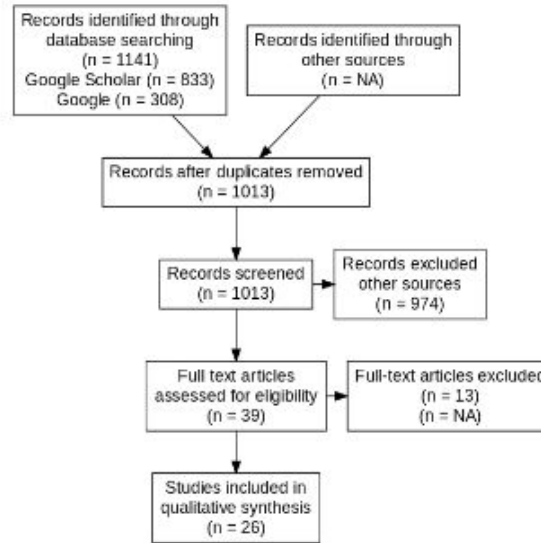 Records identified through
database searching
(n = 1141)
Google Scholar (n = 833)
Google (n = 308)
Records identified through
other sources
(n = NA)
Records after duplicates removed
(n = 1013)
Records screened
(n = 1013)
Records excluded
other sources
(n = 974)
Full text articles
assessed for eligibility
(n = 39)
Full-text articles excluded
(n = 13)
(n = NA)
Studies included in
qualitative synthesis
(n = 26)